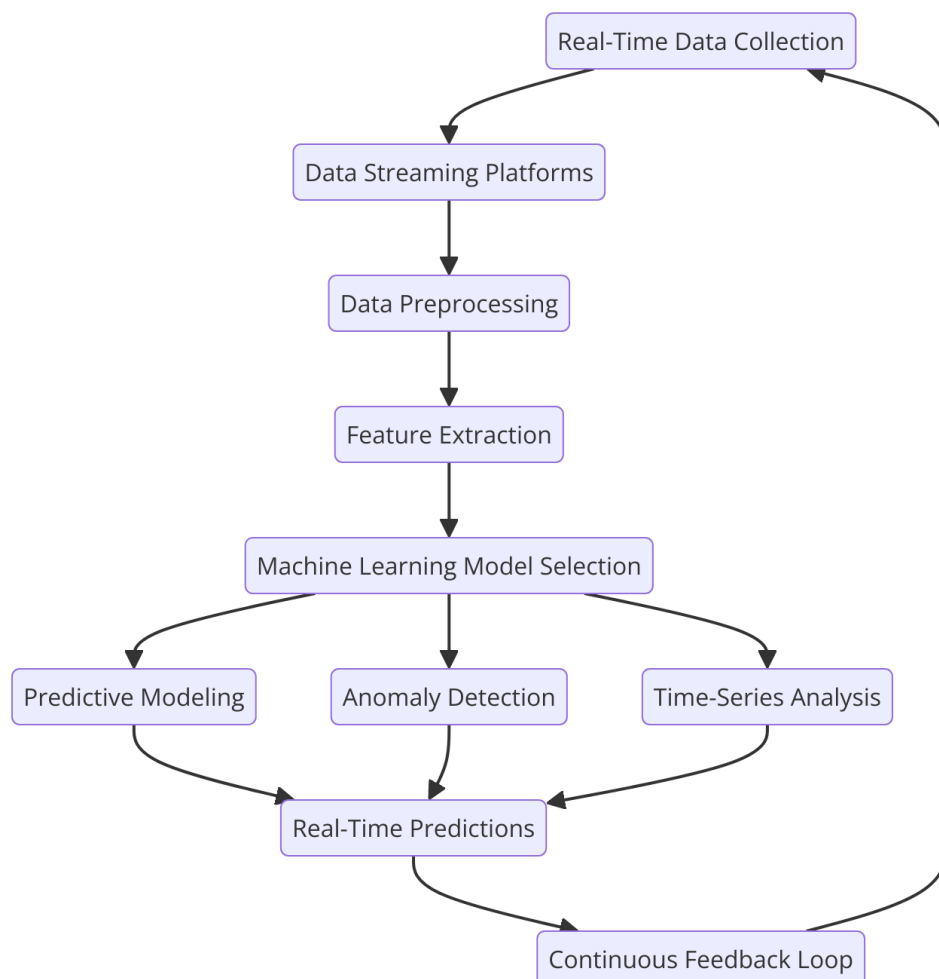 Real-Time Data Collection
Data Streaming Platforms
Data Preprocessing
Feature Extraction
Machine Learning Model Selection
Predictive Modeling
Anomaly Detection
Time-Series Analysis
Real-Time Predictions
Continuous Feedback Loop